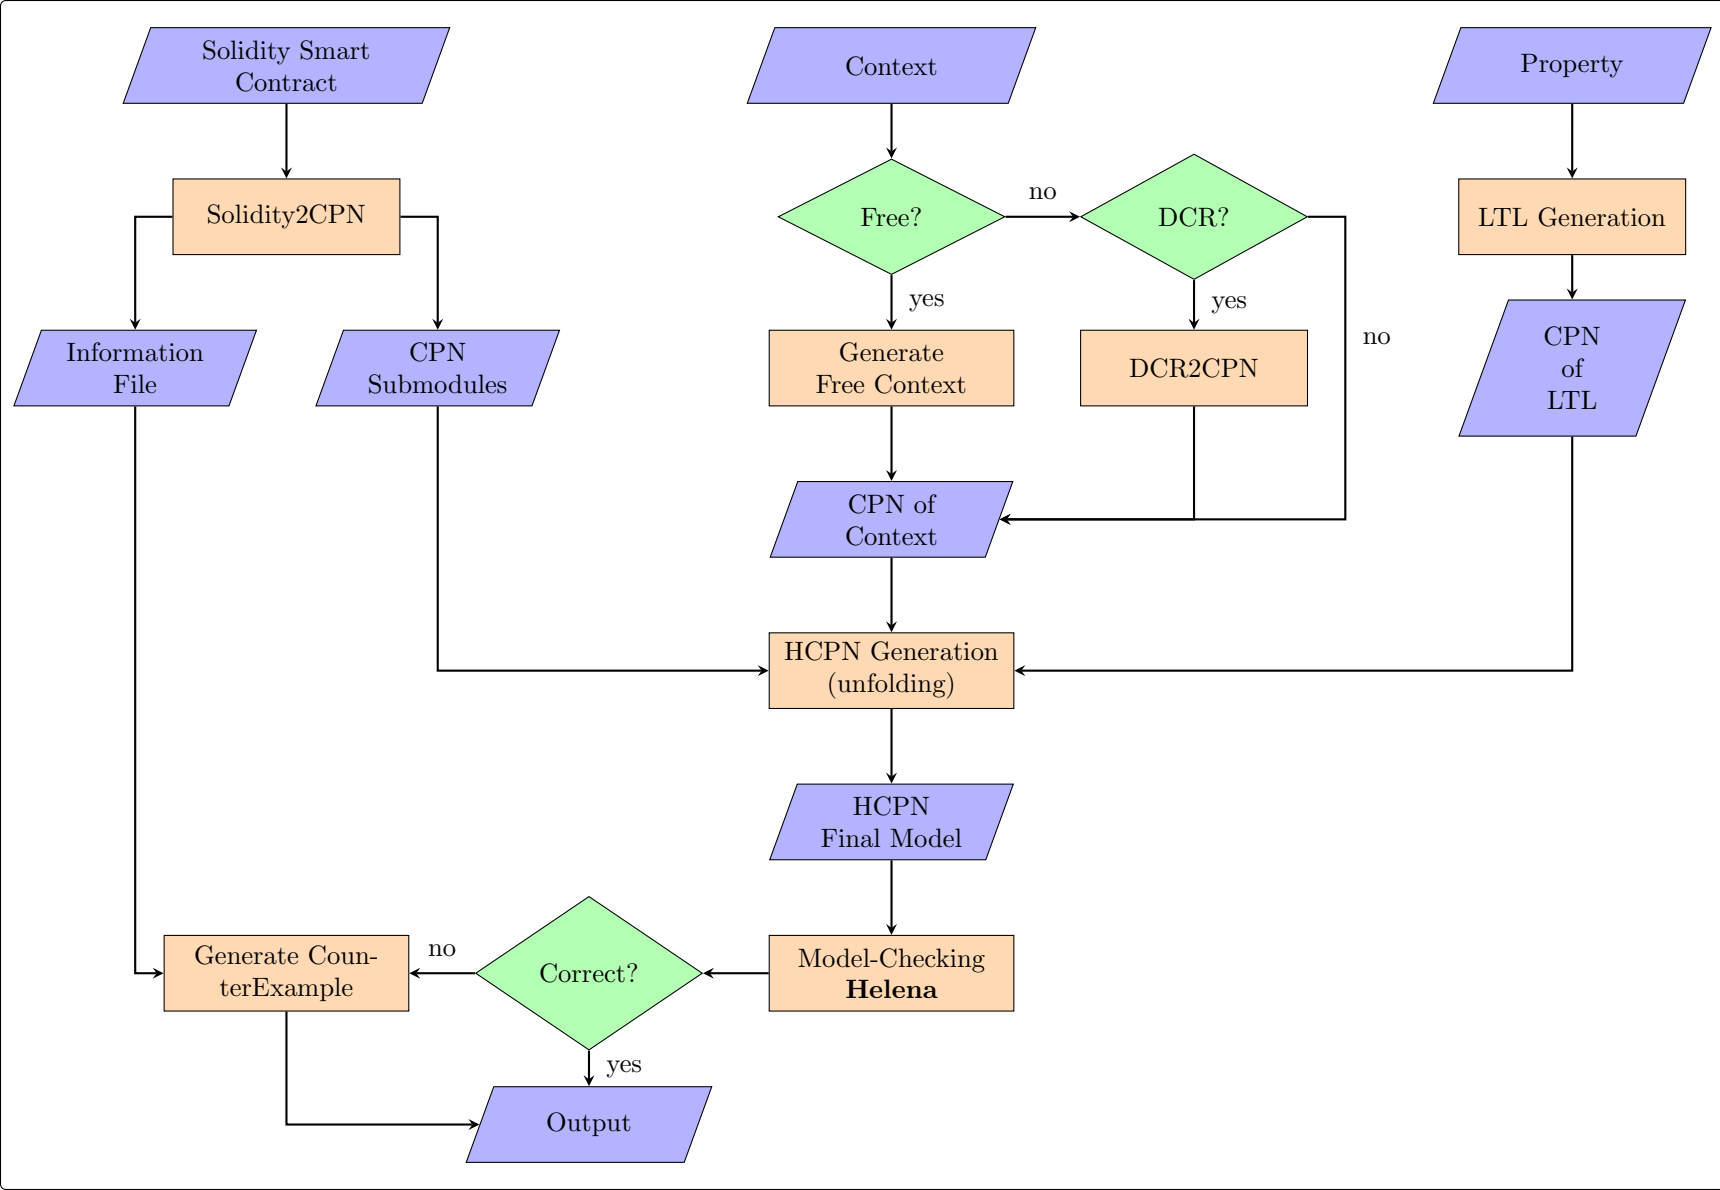 Solidity Smart
Contract
Context
Property
Solidity2CPN
Free?
no
DCR?
LTL Generation
yes
yes
no
Information
File
CPN
Submodules
Generate
Free Context
DCR2CPN
CPN
of
LTL
CPN of
Context
HCPN Generation
(unfolding)
HCPN
Final Model
Generate Coun-
terExample
no
Correct?
Model-Checking
Helena
yes
Output